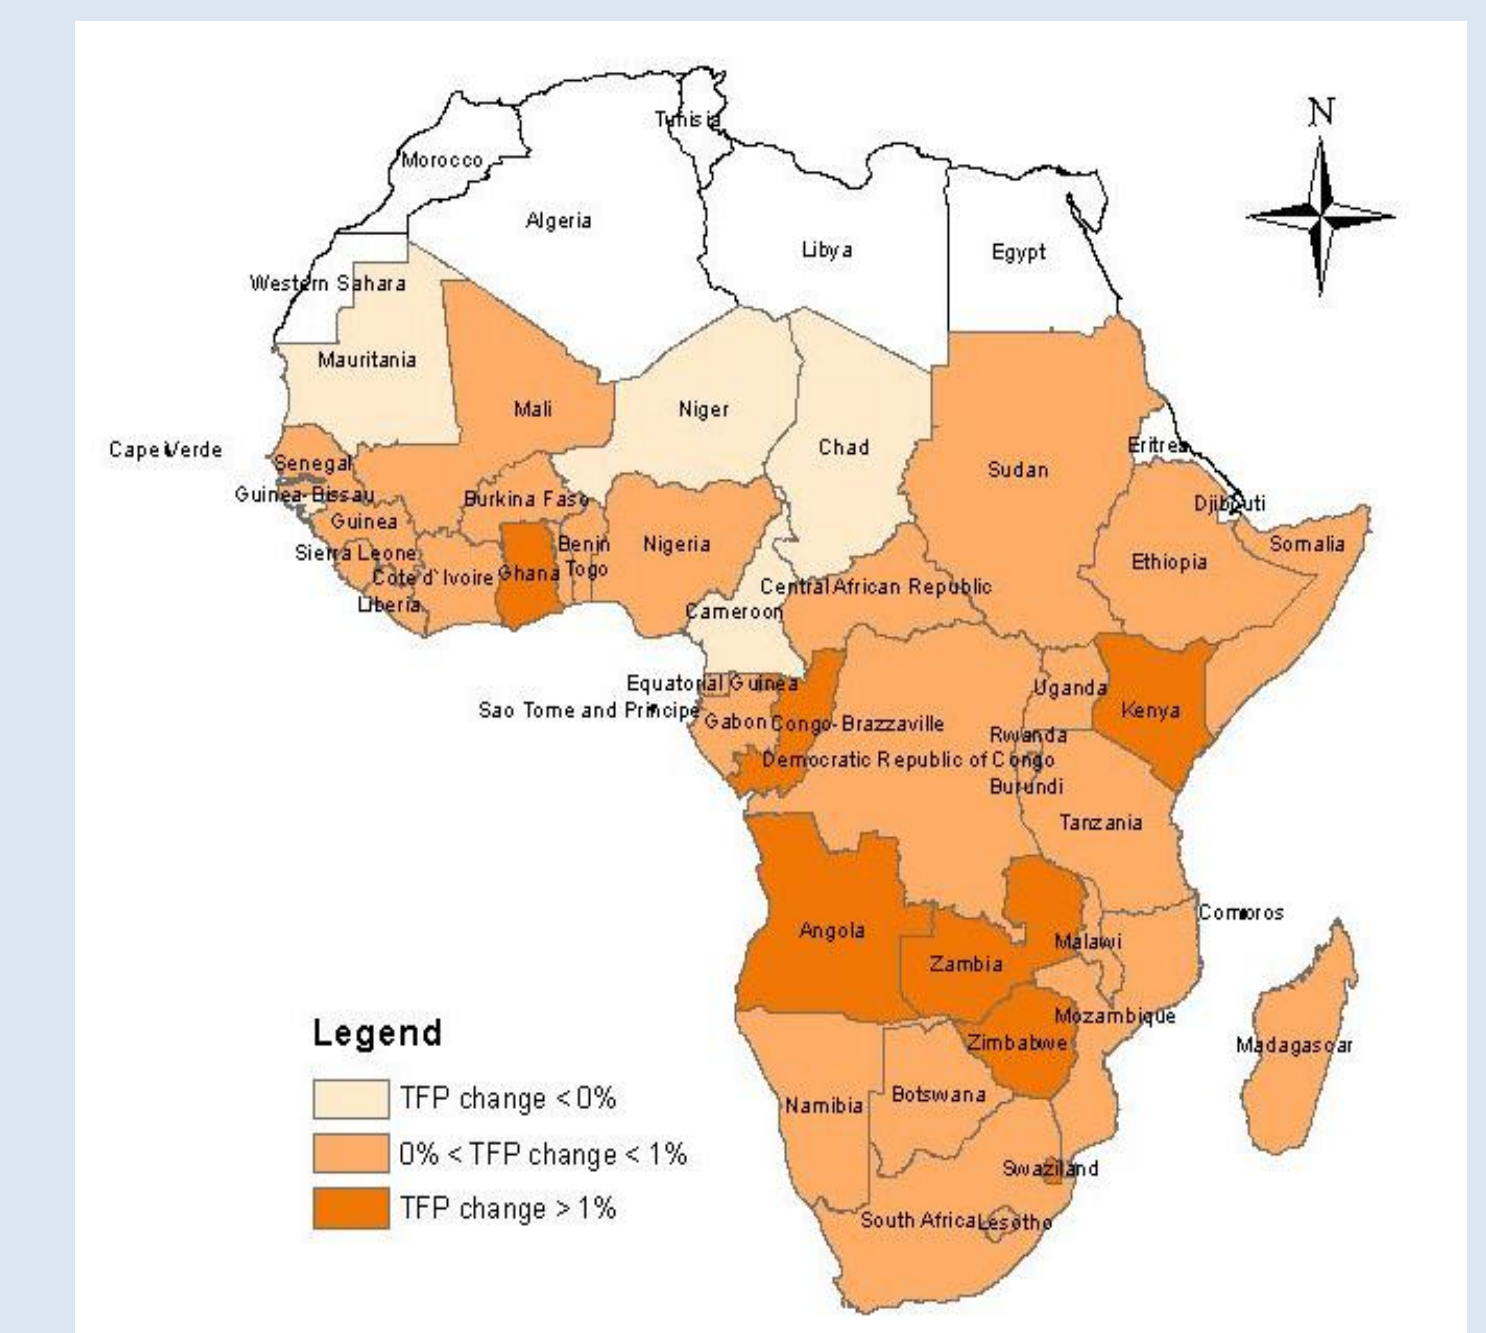 N
Tunisia
Morocco
Algeria
Libya
Egypt
Western Sahara
Mauritania
Mali
Niger
Chad
Cape Verde
Eritrea
Senegal
Sudan
Guinea-Bissau
Burkina Faso
Djibouti
Guinea
Benin
Nigeria
Somalia
Sierra Leone
Ethiopia
Togo
Cote d`Ivoire
Ghana
Central African Republic
Liberia
Cameroon
Equatorial Guinea
Uganda
Sao Tome and Principe
Kenya
Gabon
Congo-Brazzaville
Rwanda
Democratic Republic of Congo
Burundi
Tanzania
Comoros
Angola
Malawi
Zambia
Mozambique
Zimbabwe
Madagascar
Botswana
Namibia
Swaziland
South Africa
Lesotho
Legend
TFP change < 0%
0% < TFP change < 1%
TFP change > 1%